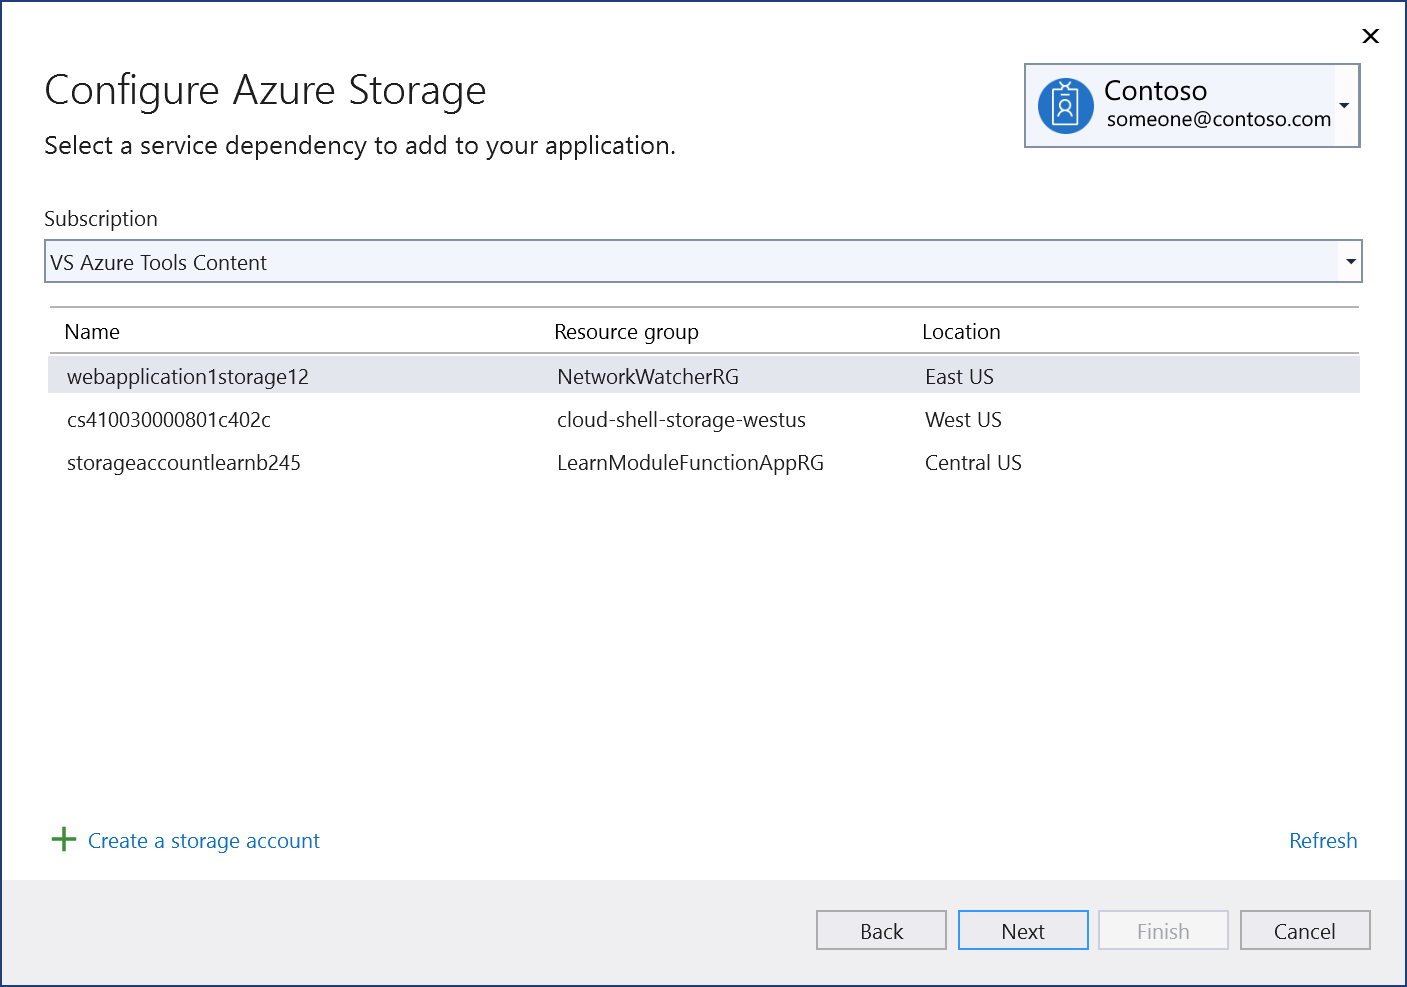 Configure Azure Storage
Select a service dependency to add to your application.
Contoso
someone@contoso.com
Subscription
VS Azure Tools Content
Name Resource group Location
webapplication1storage12 NetworkWatcherRG East US
cs410030000801c402c cloud-shell-storage-westus West US
storageaccountlearnb245 LearnModuleFunctionAppRG Central US
Create a storage account Refresh
Back Next Finish Cancel